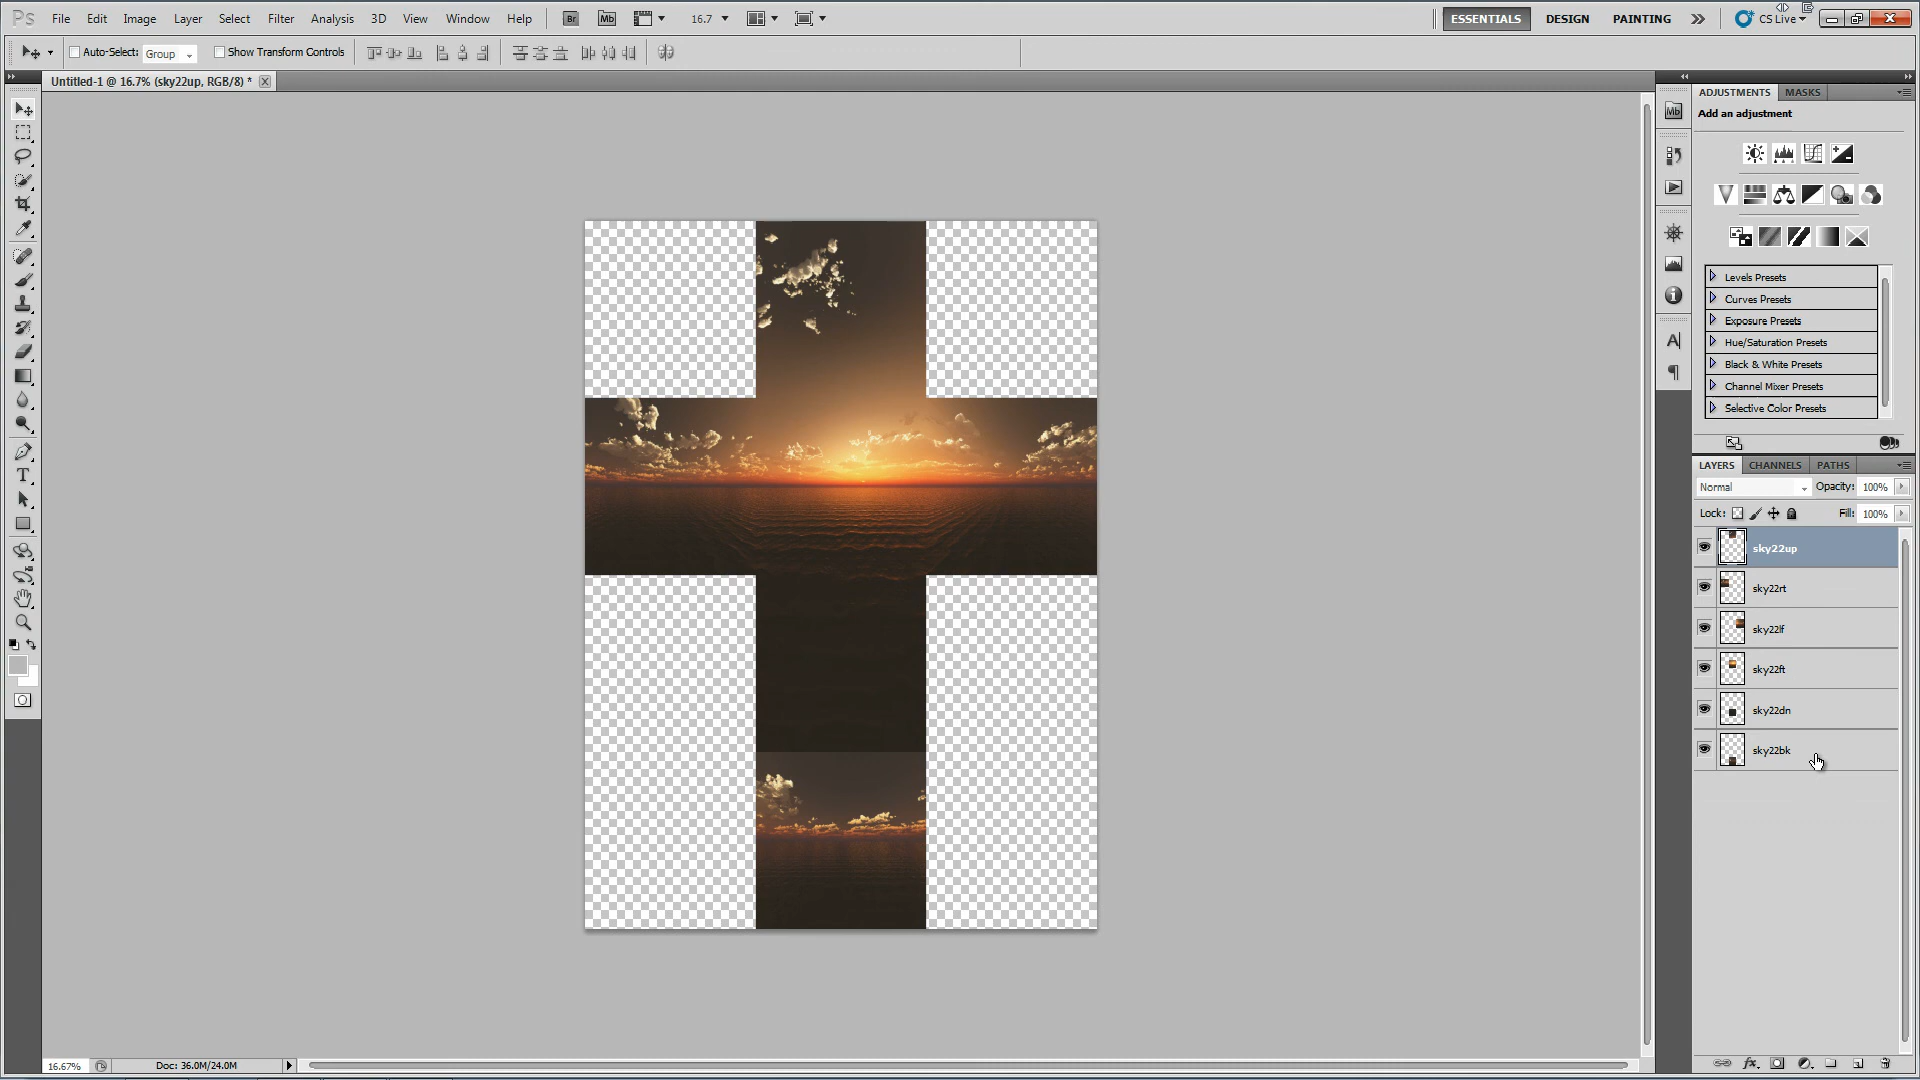 Ps File Edit Image Layer Select Filter Analysis 3D View Window Help Br Mb 16.7 ESSENTIALS DESIGN PAINTING CS Live
Auto-Select: Group Show Transform Controls
Untitled-1 @ 16.7% (sky22up, RGB/8) *
ADJUSTMENTS MASKS
Add an adjustment
Levels Presets
Curves Presets
Exposure Presets
Hue/Saturation Presets
Black & White Presets
Channel Mixer Presets
Selective Color Presets
LAYERS CHANNELS PATHS
Normal Opacity: 100%
Lock: Fill: 100%
sky22up
sky22rt
sky22lf
sky22ft
sky22dn
sky22bk
16.67% Doc: 36.0M/24.0M